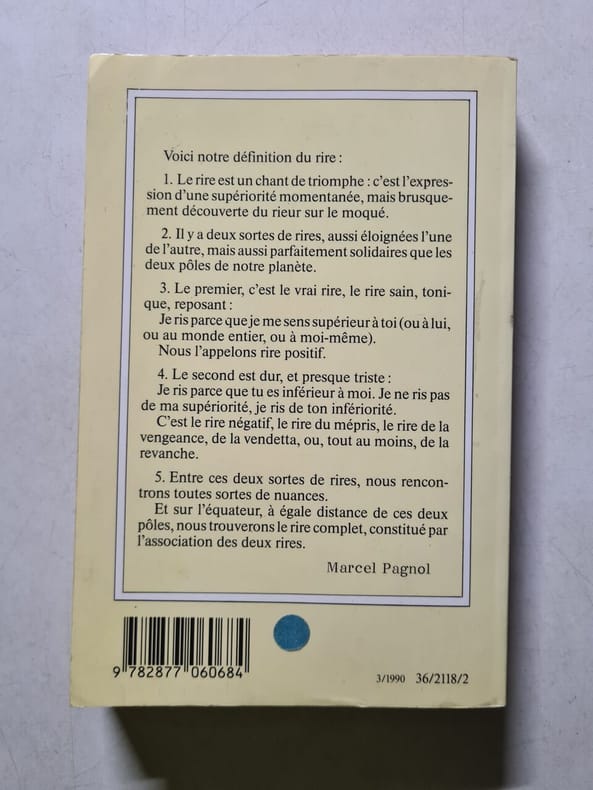 Voici notre définition du rire :
1. Le rire est un chant de triomphe : c'est l'expres-
sion d'une supériorité momentanée, mais brusque-
ment découverte du rieur sur le moqué.
2. Il y a deux sortes de rires, aussi éloignées l'une
de l'autre, mais aussi parfaitement solidaires que les
deux pôles de notre planète.
3. Le premier, c'est le vrai rire, le rire sain, toni-
que, reposant :
Je ris parce que je me sens supérieur à toi (ou à lui,
ou au monde entier, ou à moi-même).
Nous l'appelons rire positif.
4. Le second est dur, et presque triste :
Je ris parce que tu es inférieur à moi. Je ne ris pas
de ma supériorité, je ris de ton infériorité.
C'est le rire négatif, le rire du mépris, le rire de la
vengeance, de la vendetta, ou, tout au moins, de la
revanche.
5. Entre ces deux sortes de rires, nous rencon-
trons toutes sortes de nuances.
Et sur l'équateur, à égale distance de ces deux
pôles, nous trouverons le rire complet, constitué par
l'association des deux rires.
Marcel Pagnol
9 782877 060684
3/1990 36/2118/2